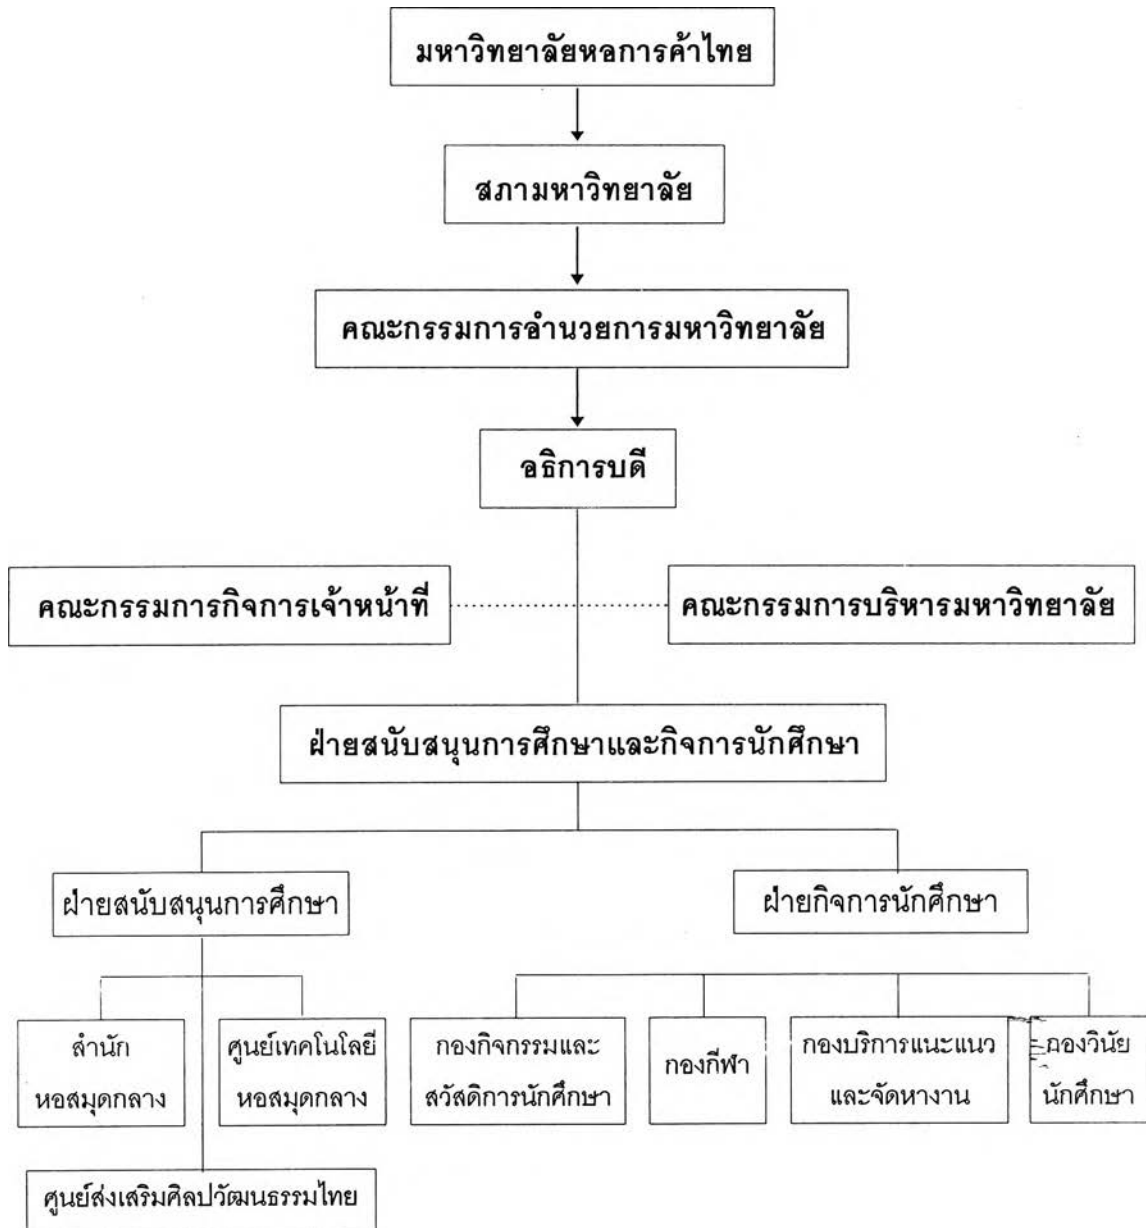 มหาวิทยาลัยหอการค้าไทย
สภามหาวิทยาลัย
คณะกรรมการอำนวยการมหาวิทยาลัย
อธิการบดี
คณะกรรมการกิจการเจ้าหน้าที่
คณะกรรมการบริหารมหาวิทยาลัย
ฝ่ายสนับสนุนการศึกษาและกิจการนักศึกษา
ฝ่ายสนับสนุนการศึกษา
ฝ่ายกิจการนักศึกษา
สำนัก
หอสมุดกลาง
ศูนย์เทคโนโลยี่
หอสมุดกลาง
กองกิจกรรมและ
สวัสดิการนักศึกษา
กองกีฬา
กองบริการแนะแนว
และจัดหางาน
กองวินัย
นักศึกษา
ศูนย์ส่งเสริมศิลปวัฒนธรรมไทย